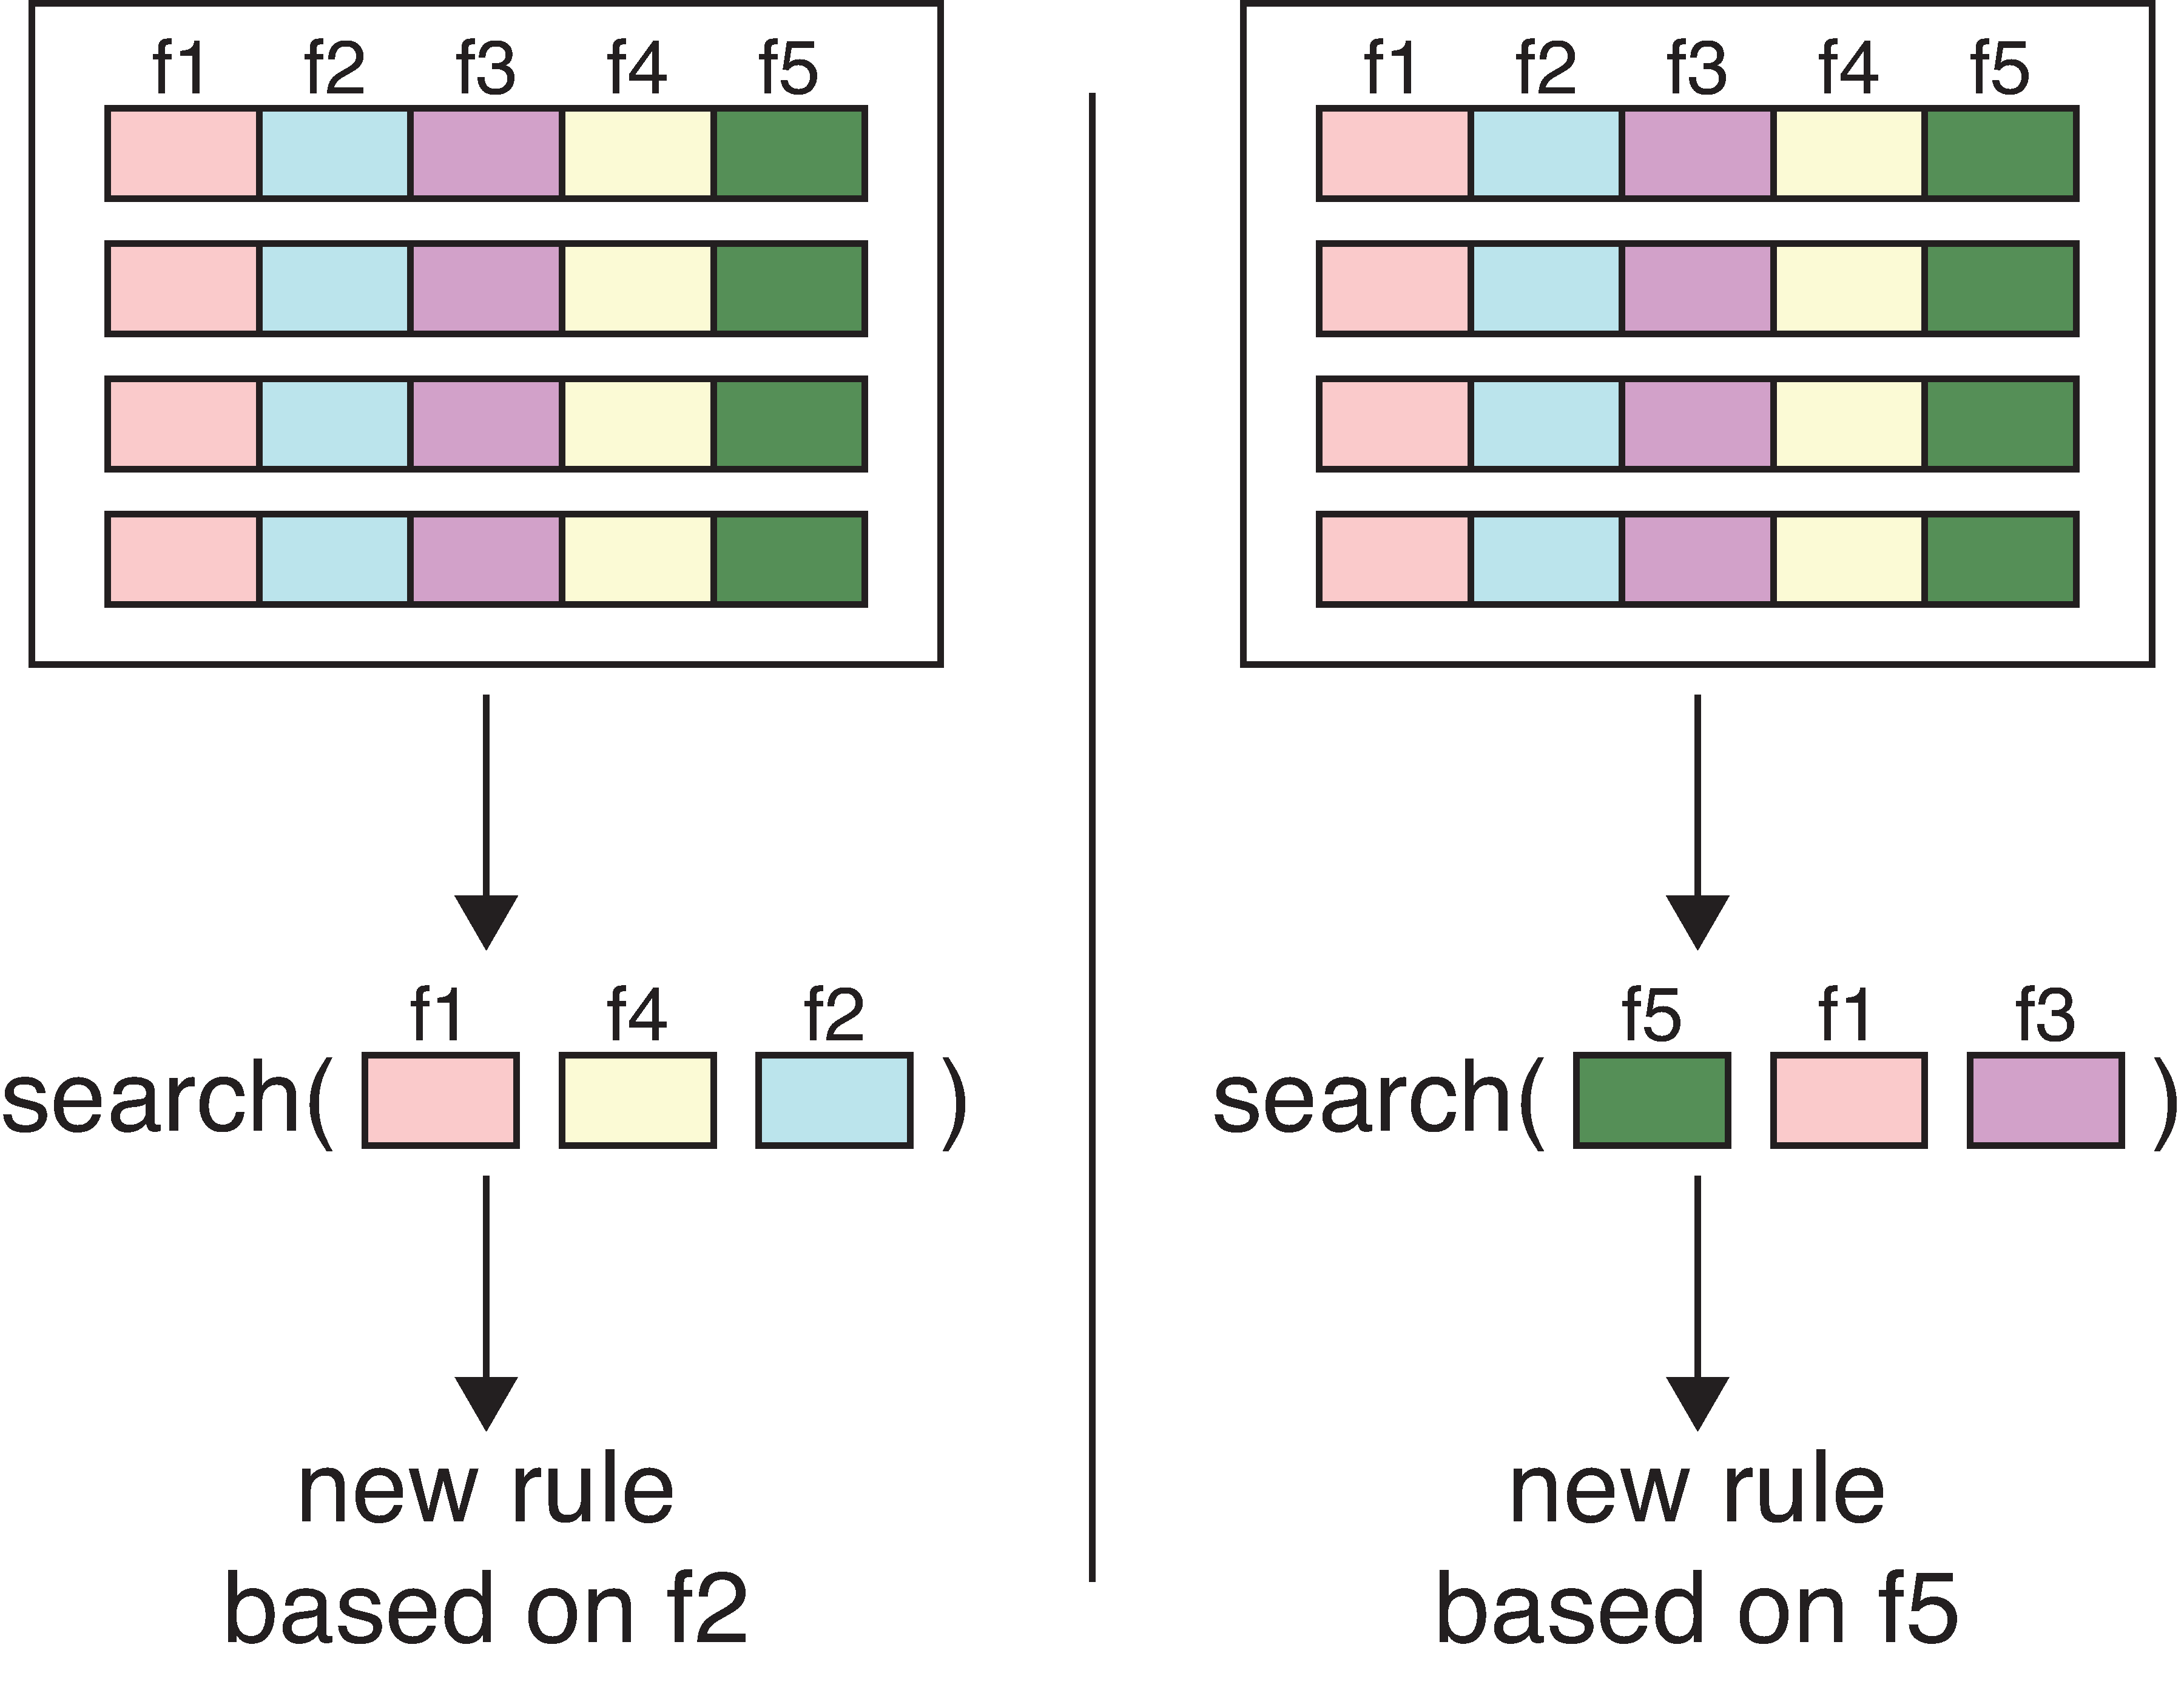 f1 f2 f3 f4 f5
f1 f4 f2
search( )
new rule
based on f2
f1 f2 f3 f4 f5
f5 f1 f3
search( )
new rule
based on f5